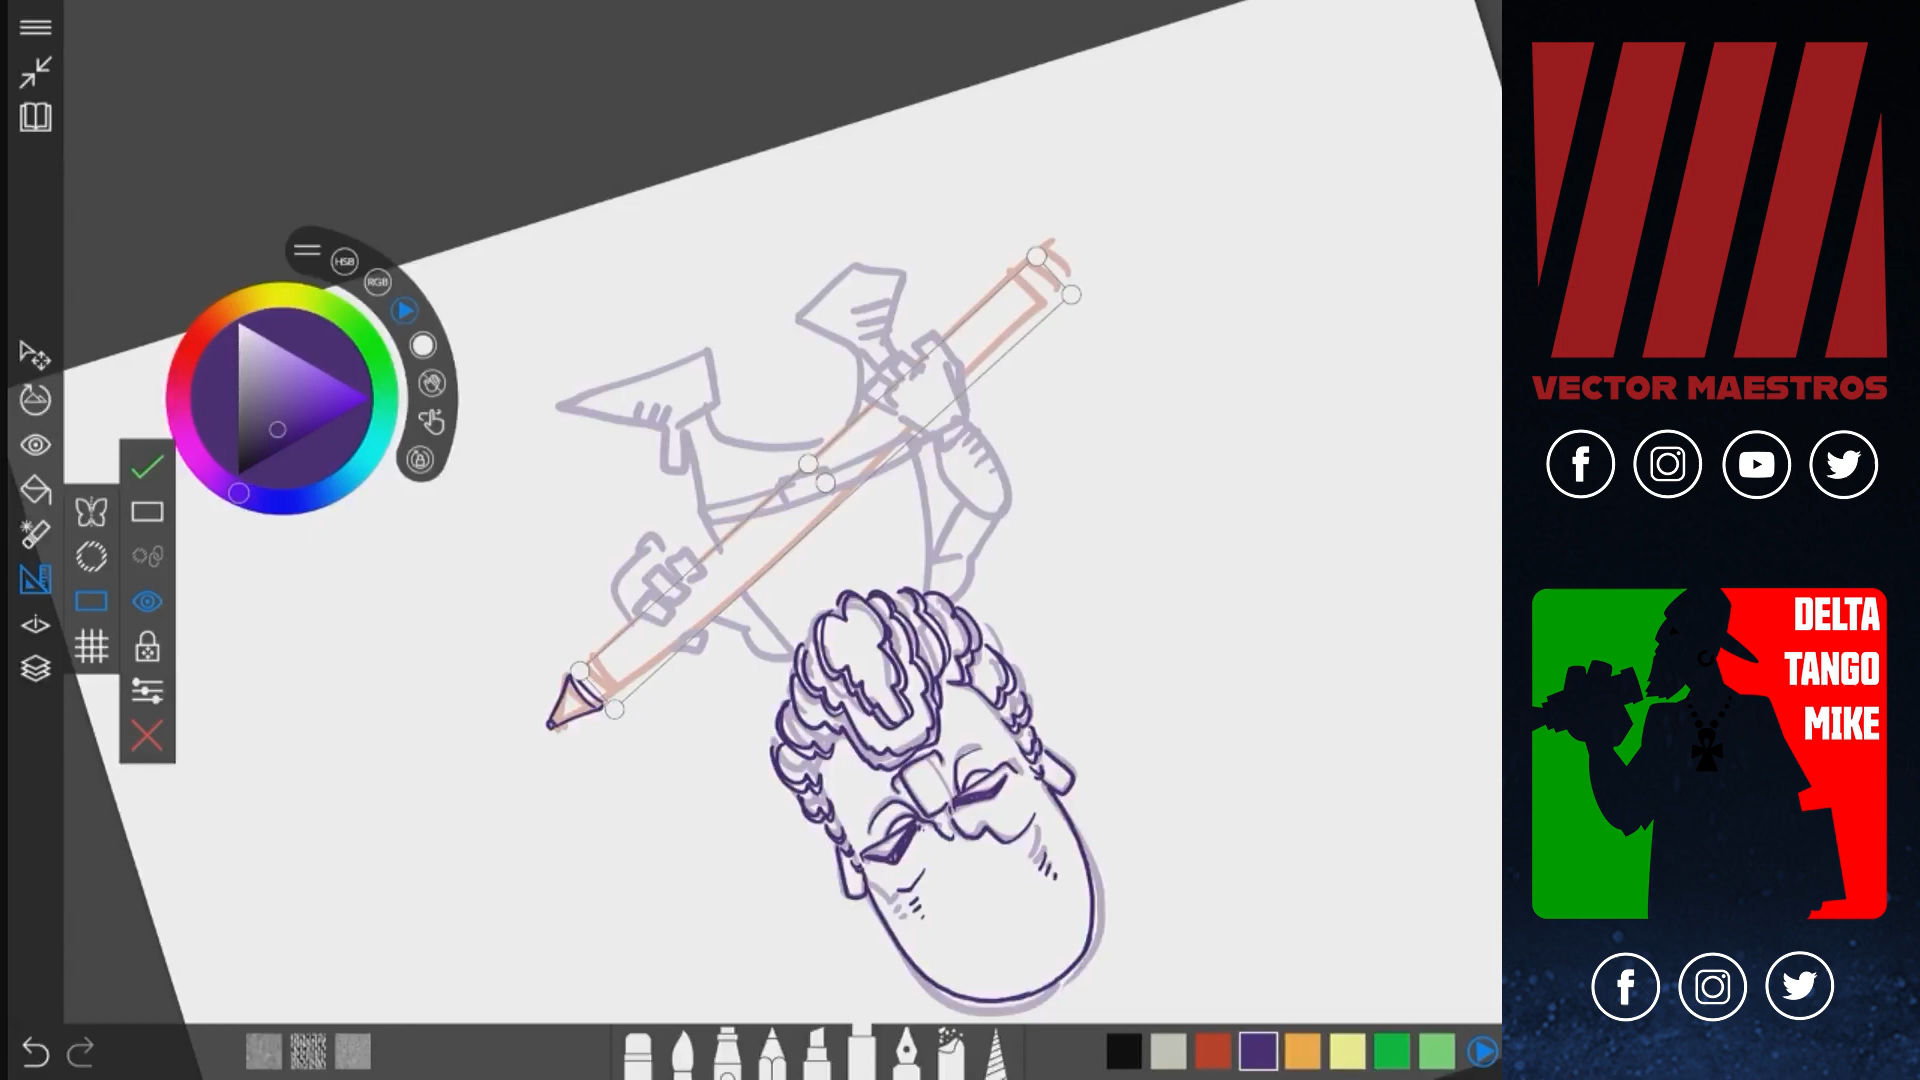 HSB
RGB
VECTOR MAESTROS
DELTA
TANGO
MIKE